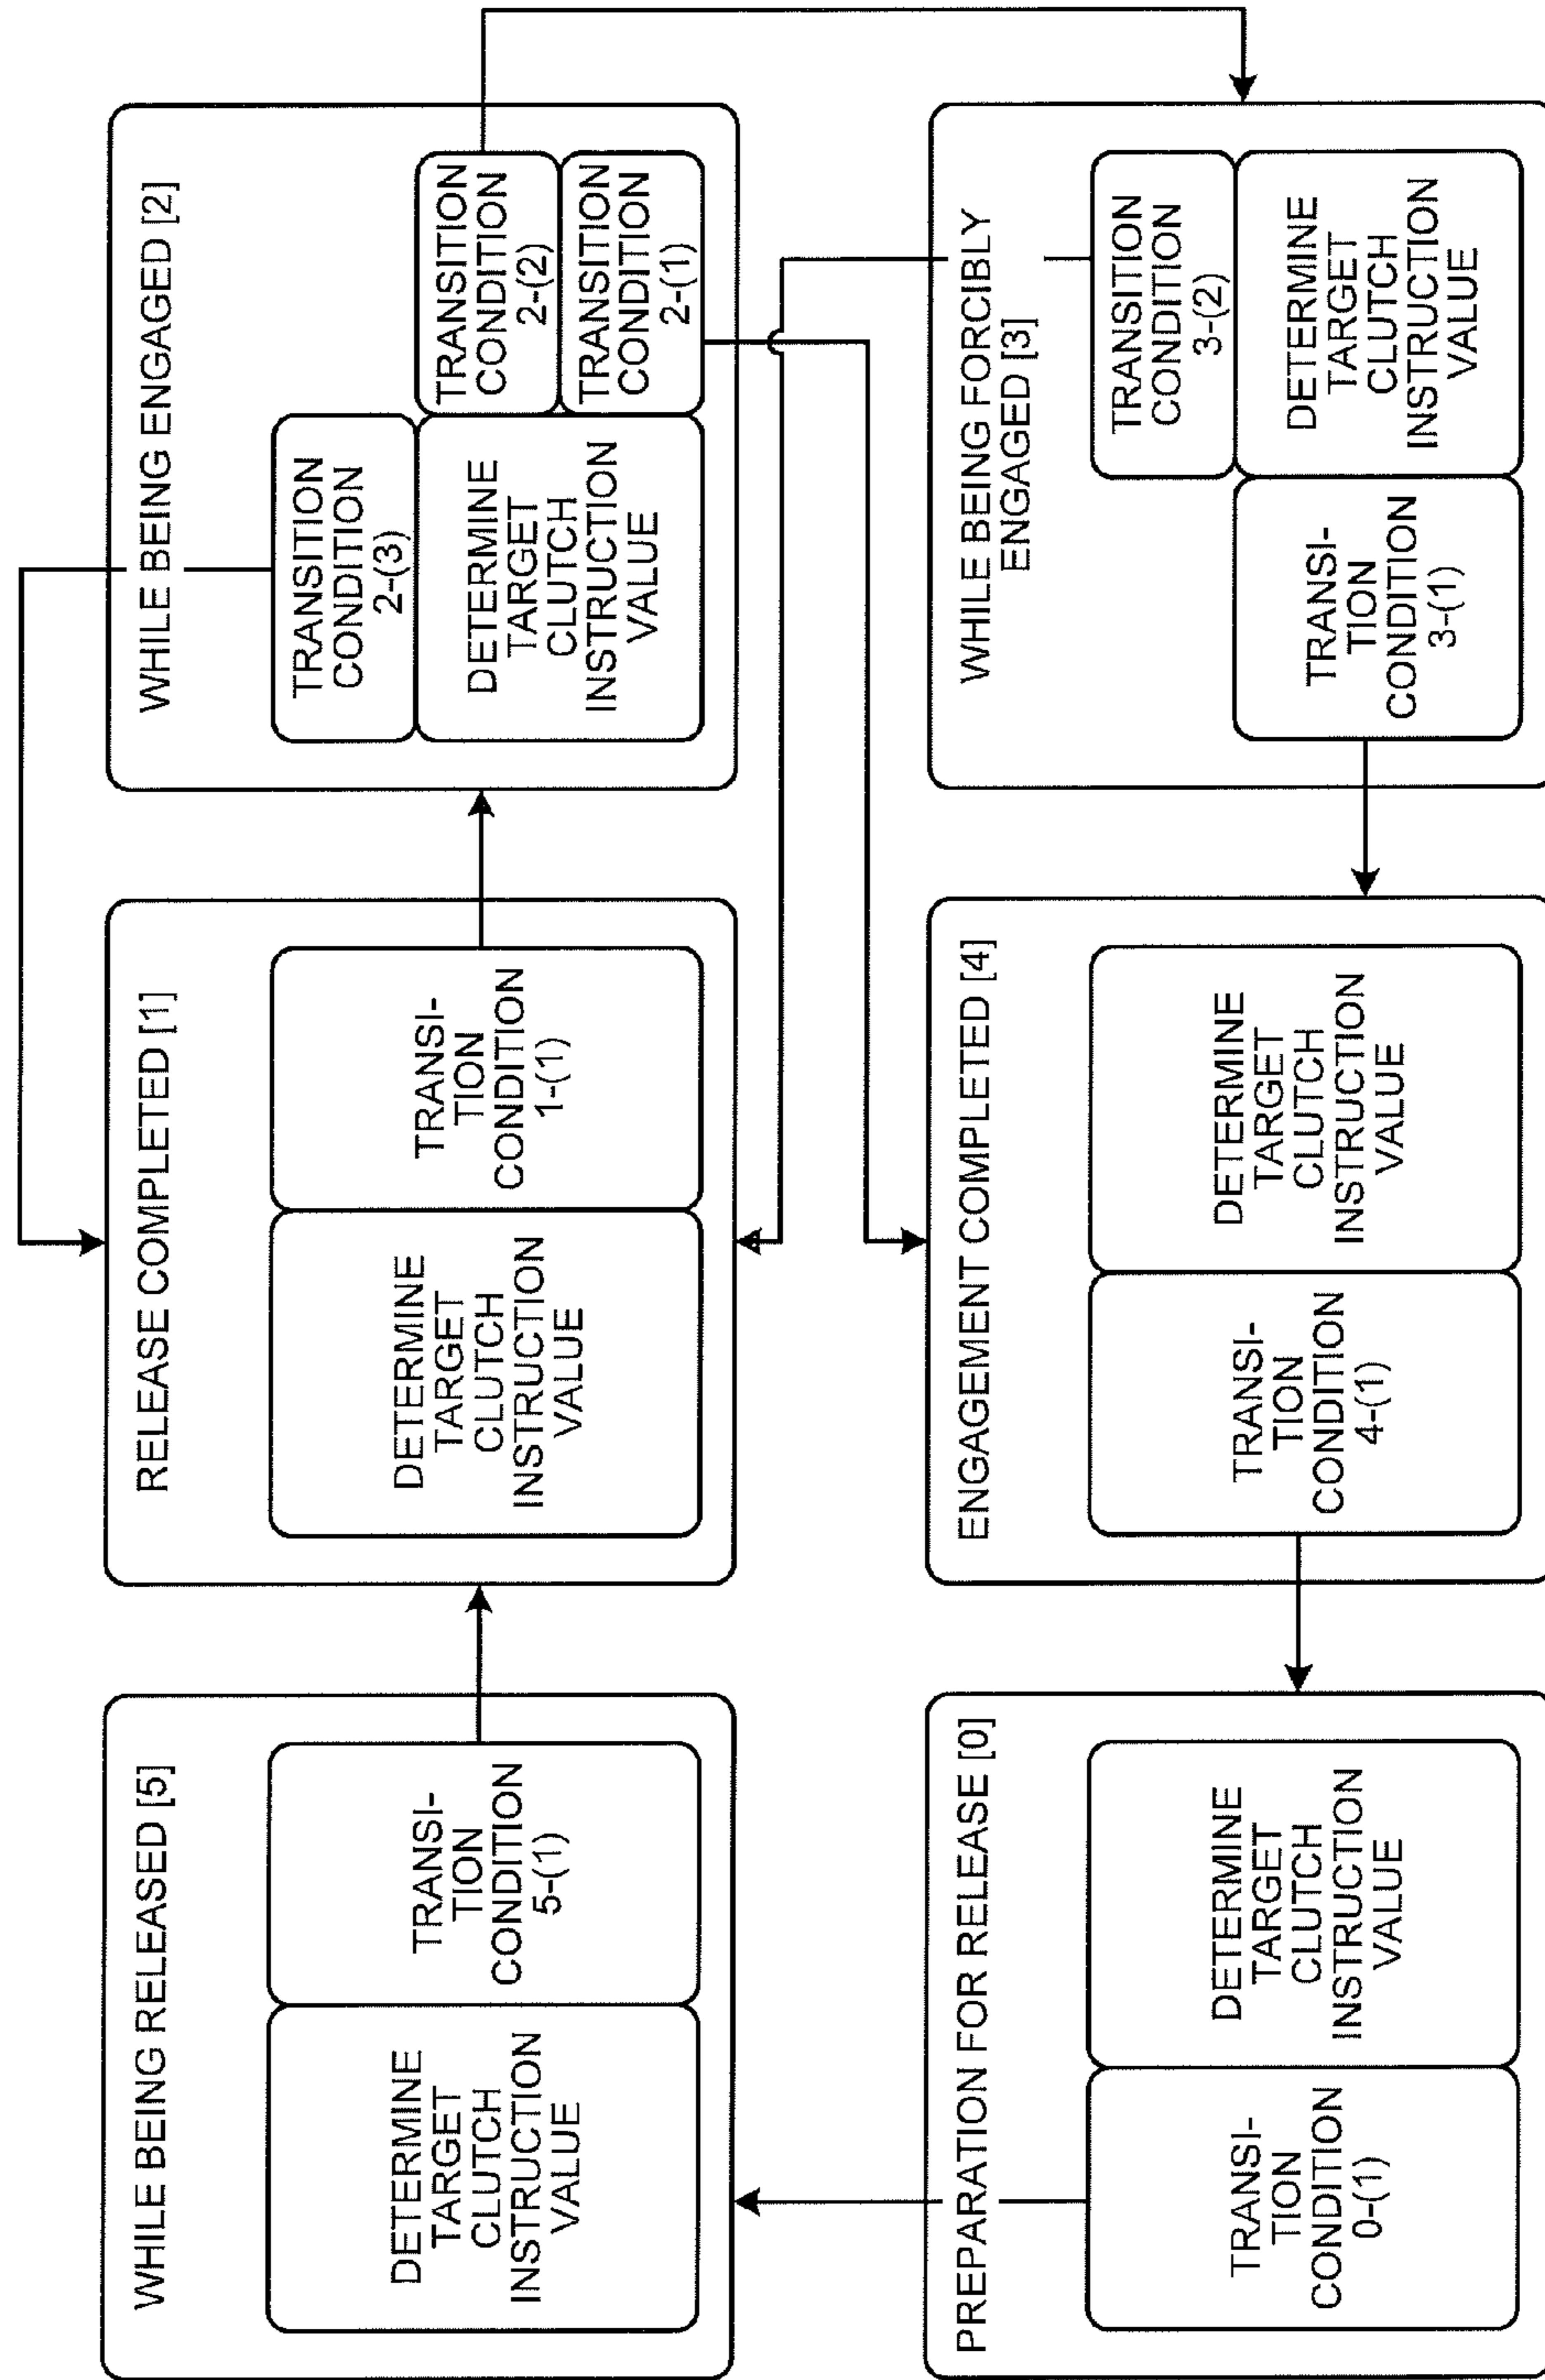 WHILE BEING RELEASED [5]
DETERMINE
TARGET
CLUTCH
INSTRUCTION
VALUE
TRANSI-
TION
CONDITION
5-(1)
RELEASE COMPLETED [1]
DETERMINE
TARGET
CLUTCH
INSTRUCTION
VALUE
TRANSI-
TION
CONDITION
1-(1)
WHILE BEING ENGAGED [2]
TRANSITION
CONDITION
2-(3)
DETERMINE
TARGET
CLUTCH
INSTRUCTION
VALUE
TRANSITION
CONDITION
2-(2)
TRANSITION
CONDITION
2-(1)
PREPARATION FOR RELEASE [0]
TRANSI-
TION
CONDITION
0-(1)
DETERMINE
TARGET
CLUTCH
INSTRUCTION
VALUE
ENGAGEMENT COMPLETED [4]
TRANSI-
TION
CONDITION
4-(1)
DETERMINE
TARGET
CLUTCH
INSTRUCTION
VALUE
WHILE BEING FORCIBLY
ENGAGED [3]
TRANSITION
CONDITION
3-(2)
TRANSI-
TION
CONDITION
3-(1)
DETERMINE
TARGET
CLUTCH
INSTRUCTION
VALUE